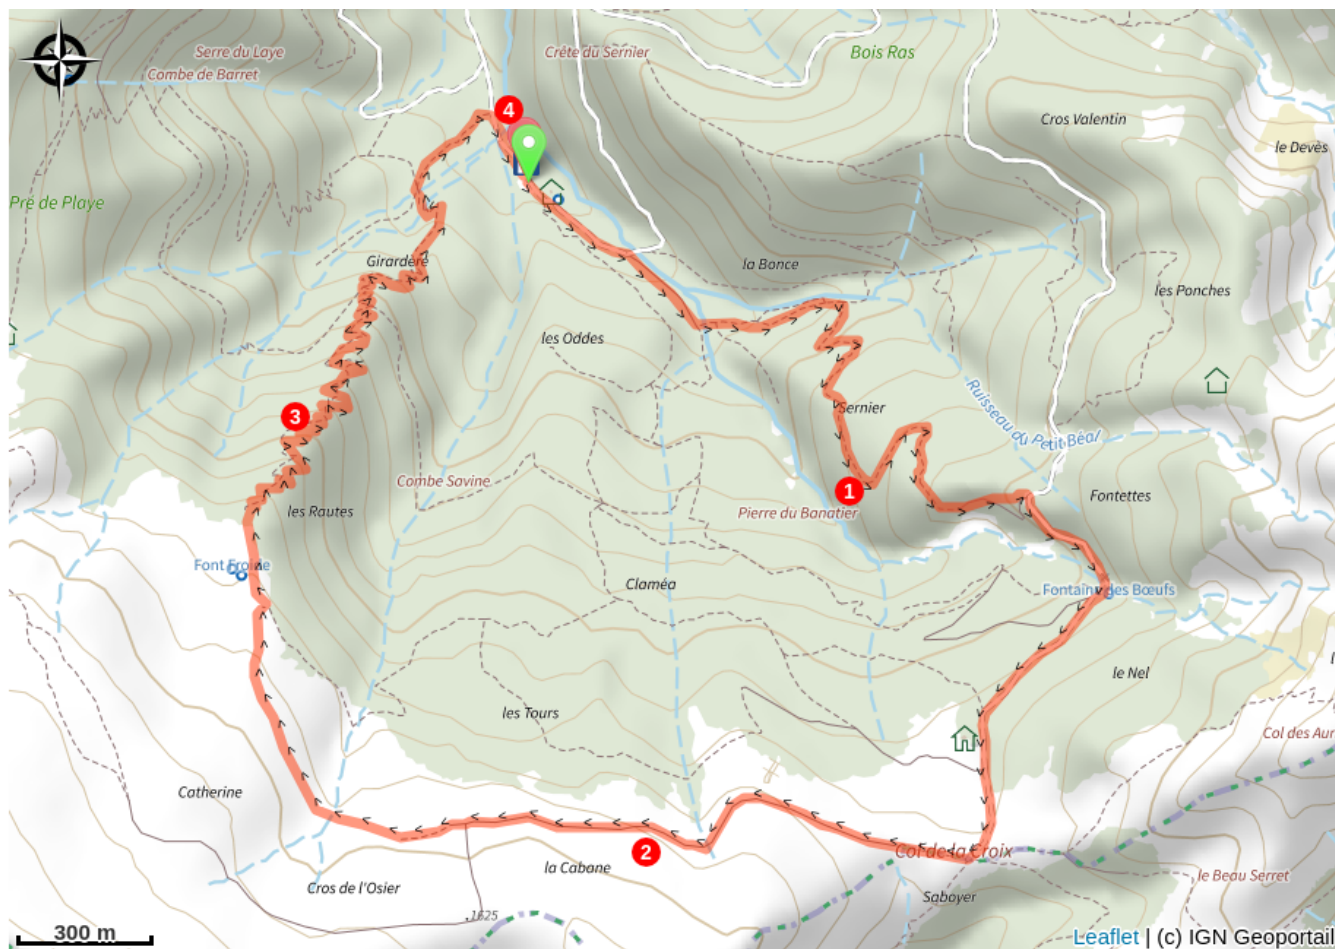 Serre du Laye
Crête du Sernier
Bois Ras
Combe de Barret
4
Cros Valentin
le Devès
Pré de Playe
Girardère
la Bonce
les Ponches
les Oddes
Ruisseau du Petit Béal
Sernier
3
Combe Savine
1
Fontettes
les Rautes
Pierre du Banatier
Font Froide
Claméa
Fontaine des Bœufs
le Nel
les Tours
Col des Aur
Catherine
2
Col de la Croix
la Cabane
le Beau Serret
Cros de l'Osier
Saboyer
.1625
300 m
Leaflet | (c) IGN Geoportail